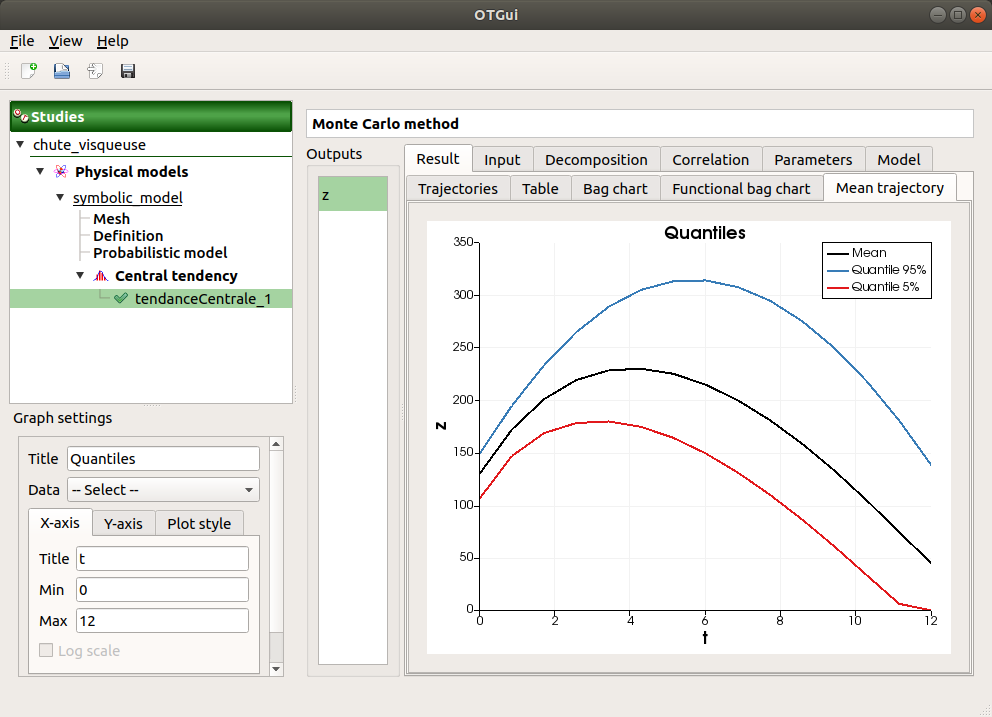 OTGui
File View Help
Studies
chute_visqueuse
Physical models
symbolic_model
Mesh
Definition
Probabilistic model
Central tendency
tendanceCentrale_1
Graph settings
Title Quantiles
Data -- Select --
X-axis Y-axis Plot style
Title t
Min 0
Max 12
Log scale
Monte Carlo method
Outputs
z
Result Input Decomposition Correlation Parameters Model
Trajectories Table Bag chart Functional bag chart Mean trajectory
Quantiles
Mean
Quantile 95%
Quantile 5%
350
300
250
200
150
100
50
0
z
0 2 4 6 8 10 12
t